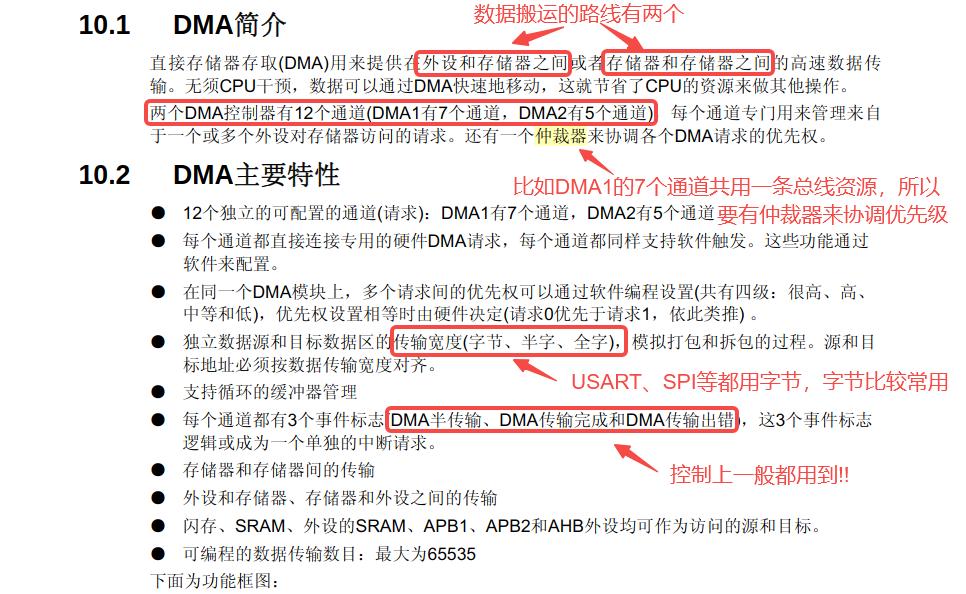 数据搬运的路线有两个
10.1 DMA简介
直接存储器存取(DMA)用来提供在外设和存储器之间或者存储器和存储器之间的高速数据传
输。无须CPU干预，数据可以通过DMA快速地移动，这就节省了CPU的资源来做其他操作。
两个DMA控制器有12个通道(DMA1有7个通道，DMA2有5个通道)，每个通道专门用来管理来自
于一个或多个外设对存储器访问的请求。还有一个仲裁器来协调各个DMA请求的优先权。
10.2 DMA主要特性
比如DMA1的7个通道共用一条总线资源，所以
● 12个独立的可配置的通道(请求)：DMA1有7个通道，DMA2有5个通道
要有仲裁器来协调优先级
● 每个通道都直接连接专用的硬件DMA请求，每个通道都同样支持软件触发。这些功能通过
软件来配置。
● 在同一个DMA模块上，多个请求间的优先权可以通过软件编程设置(共有四级：很高、高、
中等和低)，优先权设置相等时由硬件决定(请求0优先于请求1，依此类推) 。
● 独立数据源和目标数据区的传输宽度(字节、半字、全字)，模拟打包和拆包的过程。源和目
标地址必须按数据传输宽度对齐。
USART、SPI等都用字节，字节比较常用
● 支持循环的缓冲器管理
● 每个通道都有3个事件标志(DMA半传输、DMA传输完成和DMA传输出错)，这3个事件标志
逻辑或成为一个单独的中断请求。
● 存储器和存储器间的传输
控制上一般都用到!!
● 外设和存储器、存储器和外设之间的传输
● 闪存、SRAM、外设的SRAM、APB1、APB2和AHB外设均可作为访问的源和目标。
● 可编程的数据传输数目：最大为65535
下面为功能框图：